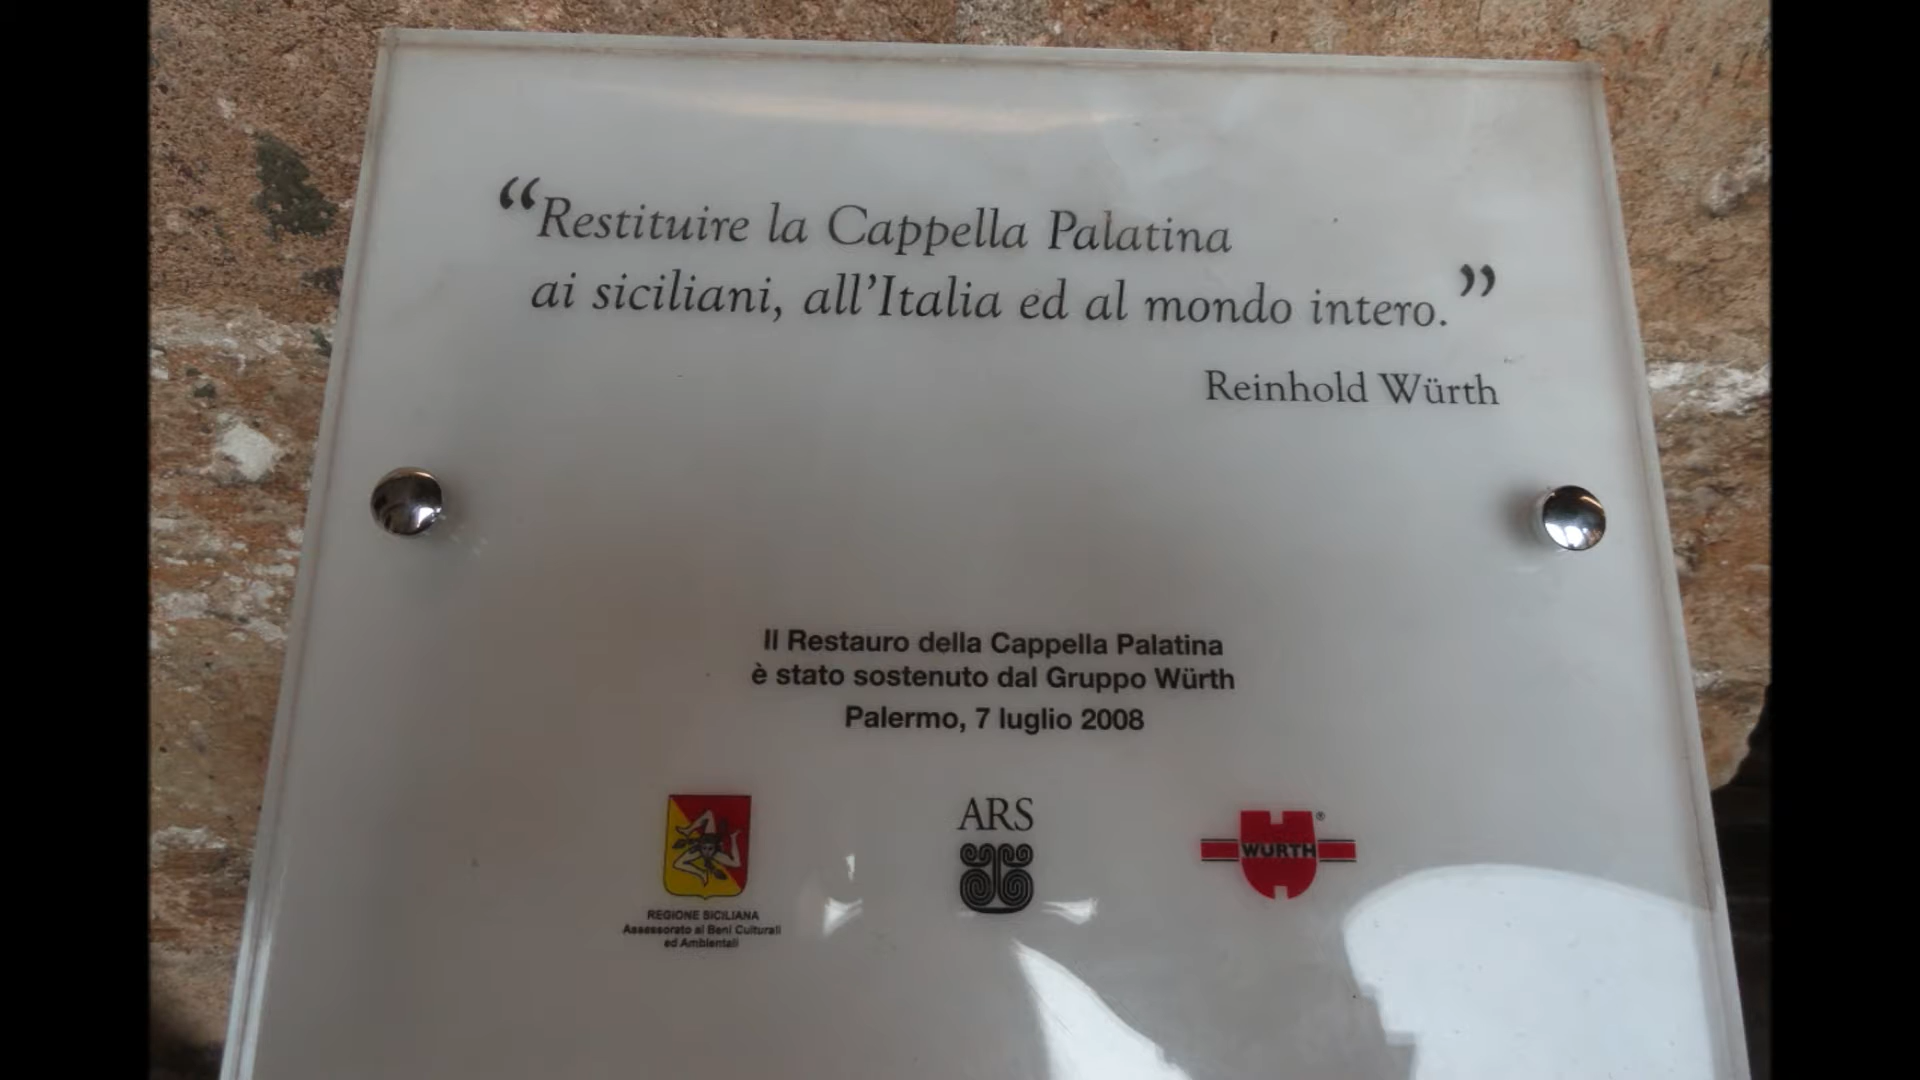 “Restituire la Cappella Palatina
ai siciliani, all’Italia ed al mondo intero.”
Reinhold Würth
Il Restauro della Cappella Palatina
è stato sostenuto dal Gruppo Würth
Palermo, 7 luglio 2008
REGIONE SICILIANA
Assessorato ai Beni Culturali
ed Ambientali
ARS
WÜRTH®